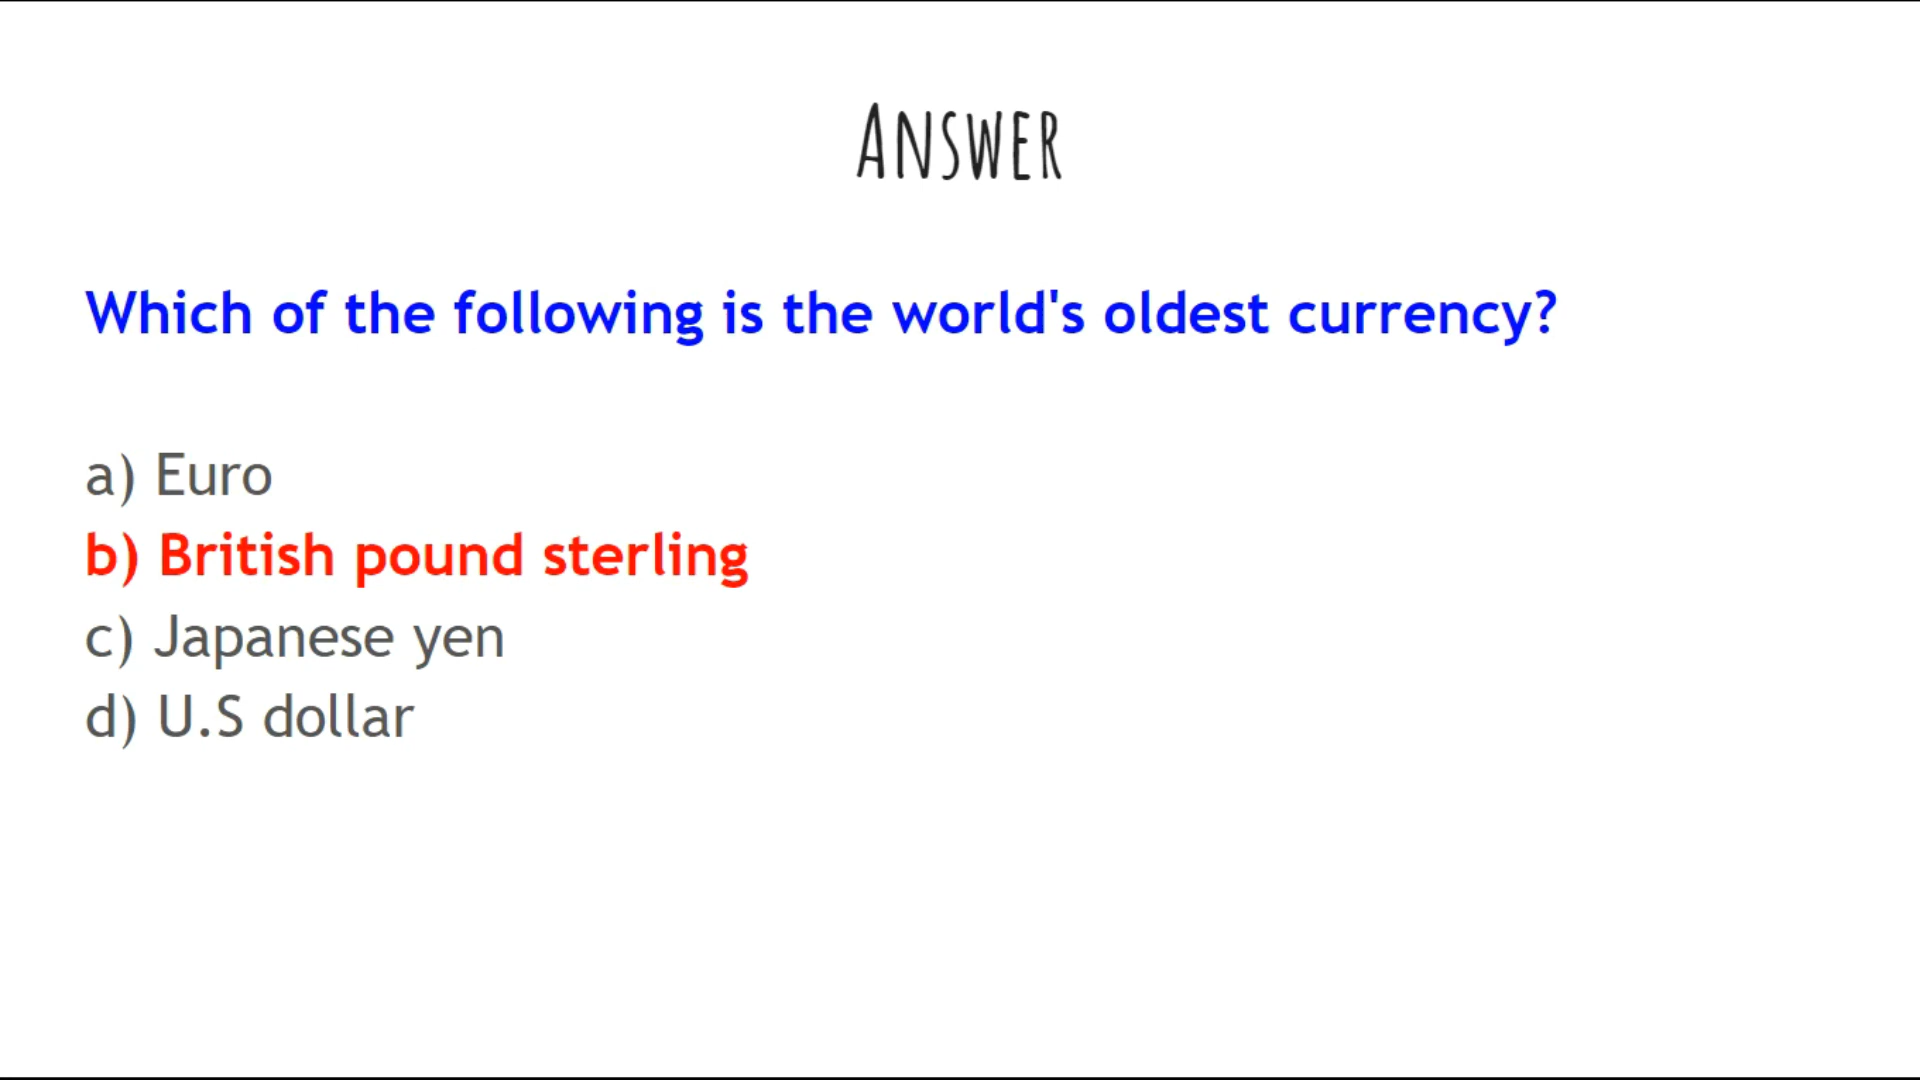 ANSWER
Which of the following is the world's oldest currency?
a) Euro
b) British pound sterling
c) Japanese yen
d) U.S dollar